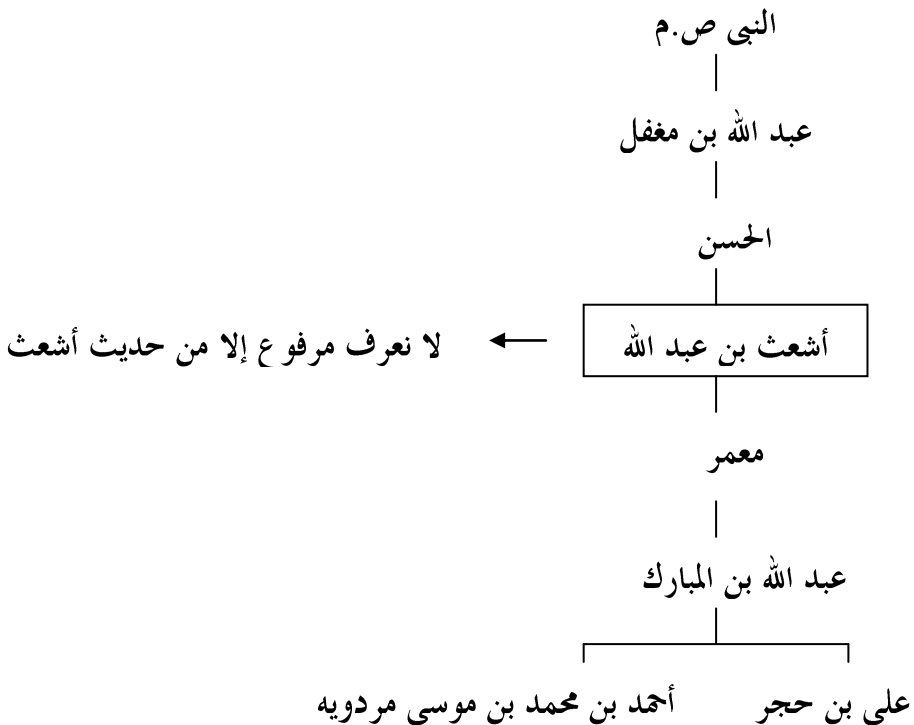 النبى ص.م
عبد الله بن مغفل
الحسن
أشعث بن عبد الله
لا نعرف مرفوع إلا من حديث أشعث
معمر
عبد الله بن المبارك
على بن حجر
أحمد بن محمد بن موسى مردويه